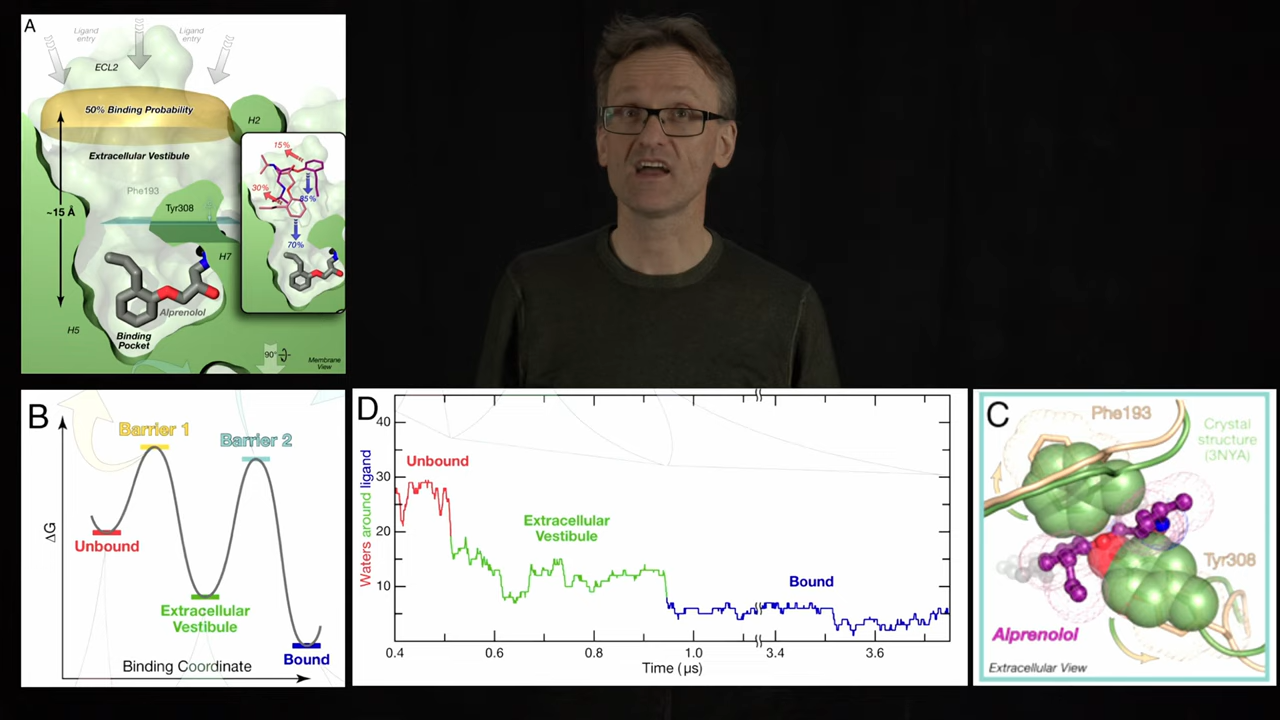 A
Ligand
entry
Ligand
entry
ECL2
50% Binding Probability
H2
Extracellular Vestibule
15%
Phe193
30%
85%
Tyr308
~15 Å
70%
H7
Alprenolol
H5
Binding
Pocket
90°
Membrane
View
B
Barrier 1
Barrier 2
ΔG
Unbound
Extracellular
Vestibule
Bound
Binding Coordinate
D
Waters around ligand
40
30
20
10
Unbound
Extracellular
Vestibule
Bound
0.4 0.6 0.8 1.0 3.4 3.6
Time (µs)
C
Phe193
Crystal
structure
(3NYA)
Tyr308
Alprenolol
Extracellular View